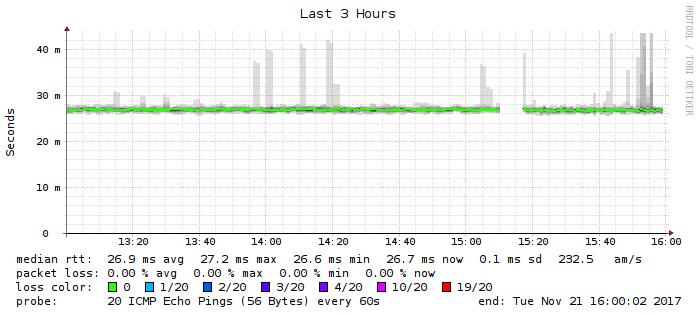 Last 3 Hours
RRDTOOL / TOBI OETIKER
Seconds
40 m
30 m
20 m
10 m
0
13:20 13:40 14:00 14:20 14:40 15:00 15:20 15:40 16:00
median rtt: 26.9 ms avg 27.2 ms max 26.6 ms min 26.7 ms now 0.1 ms sd 232.5 am/s
packet loss: 0.00 % avg 0.00 % max 0.00 % min 0.00 % now
loss color: 0 1/20 2/20 3/20 4/20 10/20 19/20
probe: 20 ICMP Echo Pings (56 Bytes) every 60s end: Tue Nov 21 16:00:02 2017